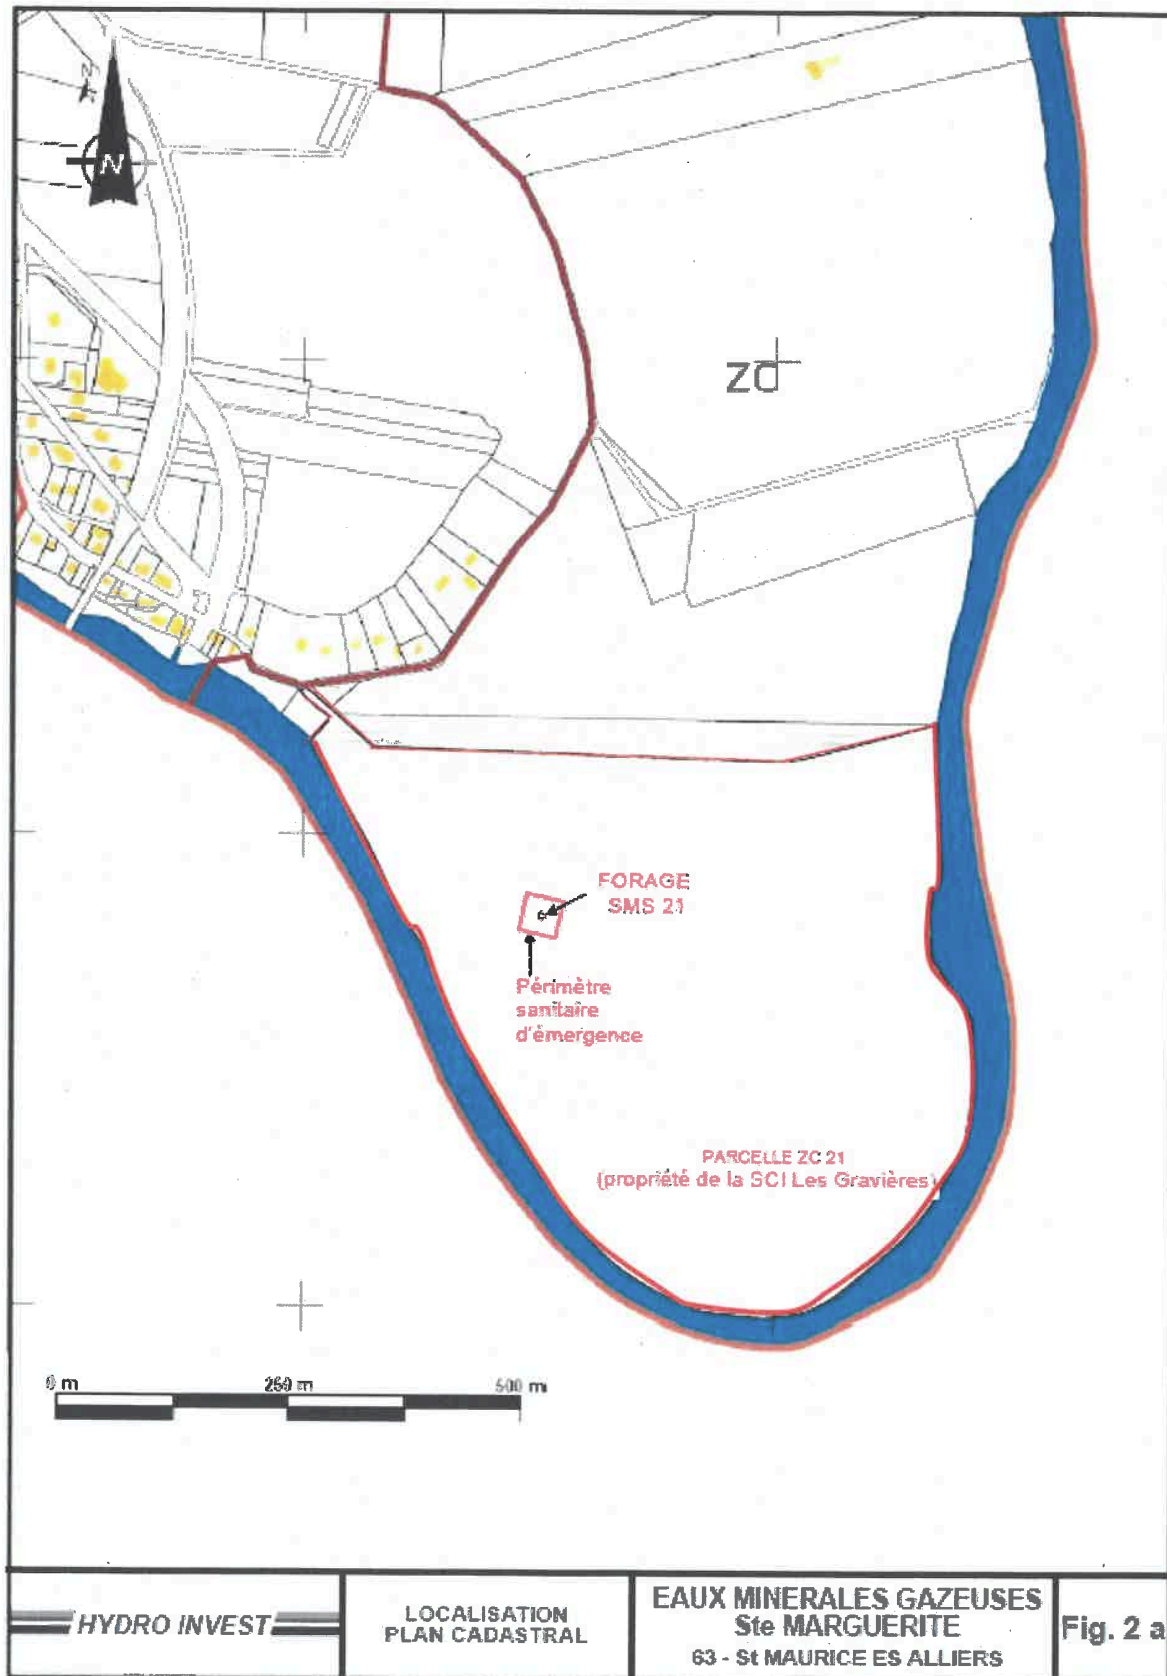 N
ZC
FORAGE
SMS 21
Périmètre
sanitaire
d'émergence
PARCELLE ZC 21
(propriété de la SCI Les Gravières)
0 m 250 m 500 m
HYDRO INVEST
LOCALISATION
PLAN CADASTRAL
EAUX MINERALES GAZEUSES
Ste MARGUERITE
63 - St MAURICE ES ALLIERS
Fig. 2 a